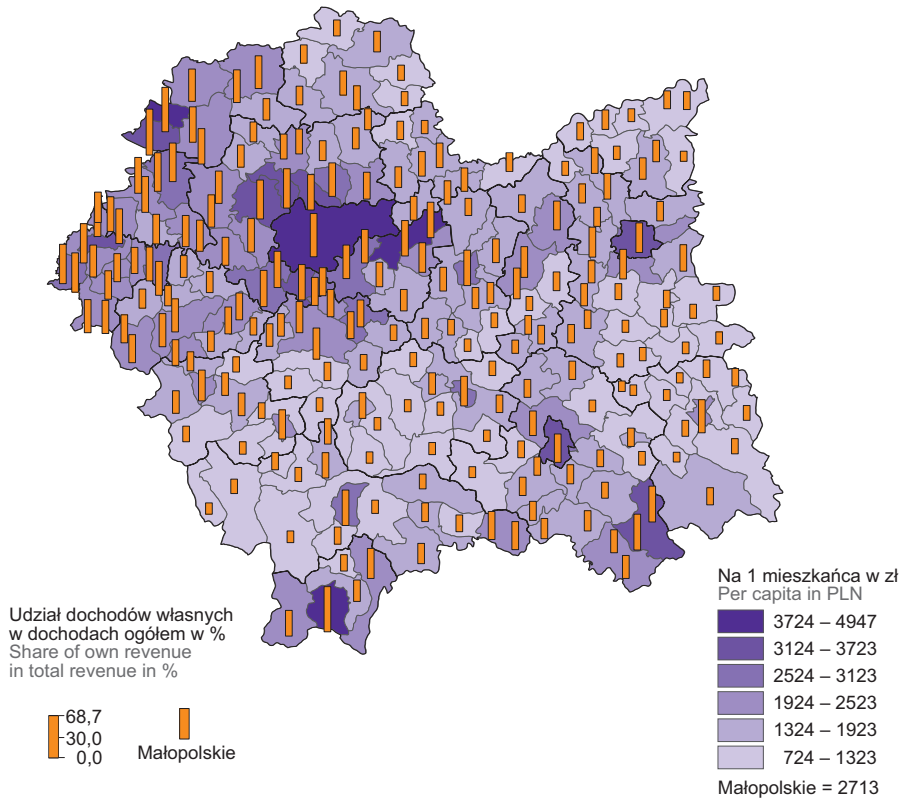 Udział dochodów własnych
w dochodach ogółem w %
Share of own revenue
in total revenue in %
68,7
30,0
0,0
Małopolskie
Na 1 mieszkańca w zł
Per capita in PLN
3724 – 4947
3124 – 3723
2524 – 3123
1924 – 2523
1324 – 1923
724 – 1323
Małopolskie = 2713